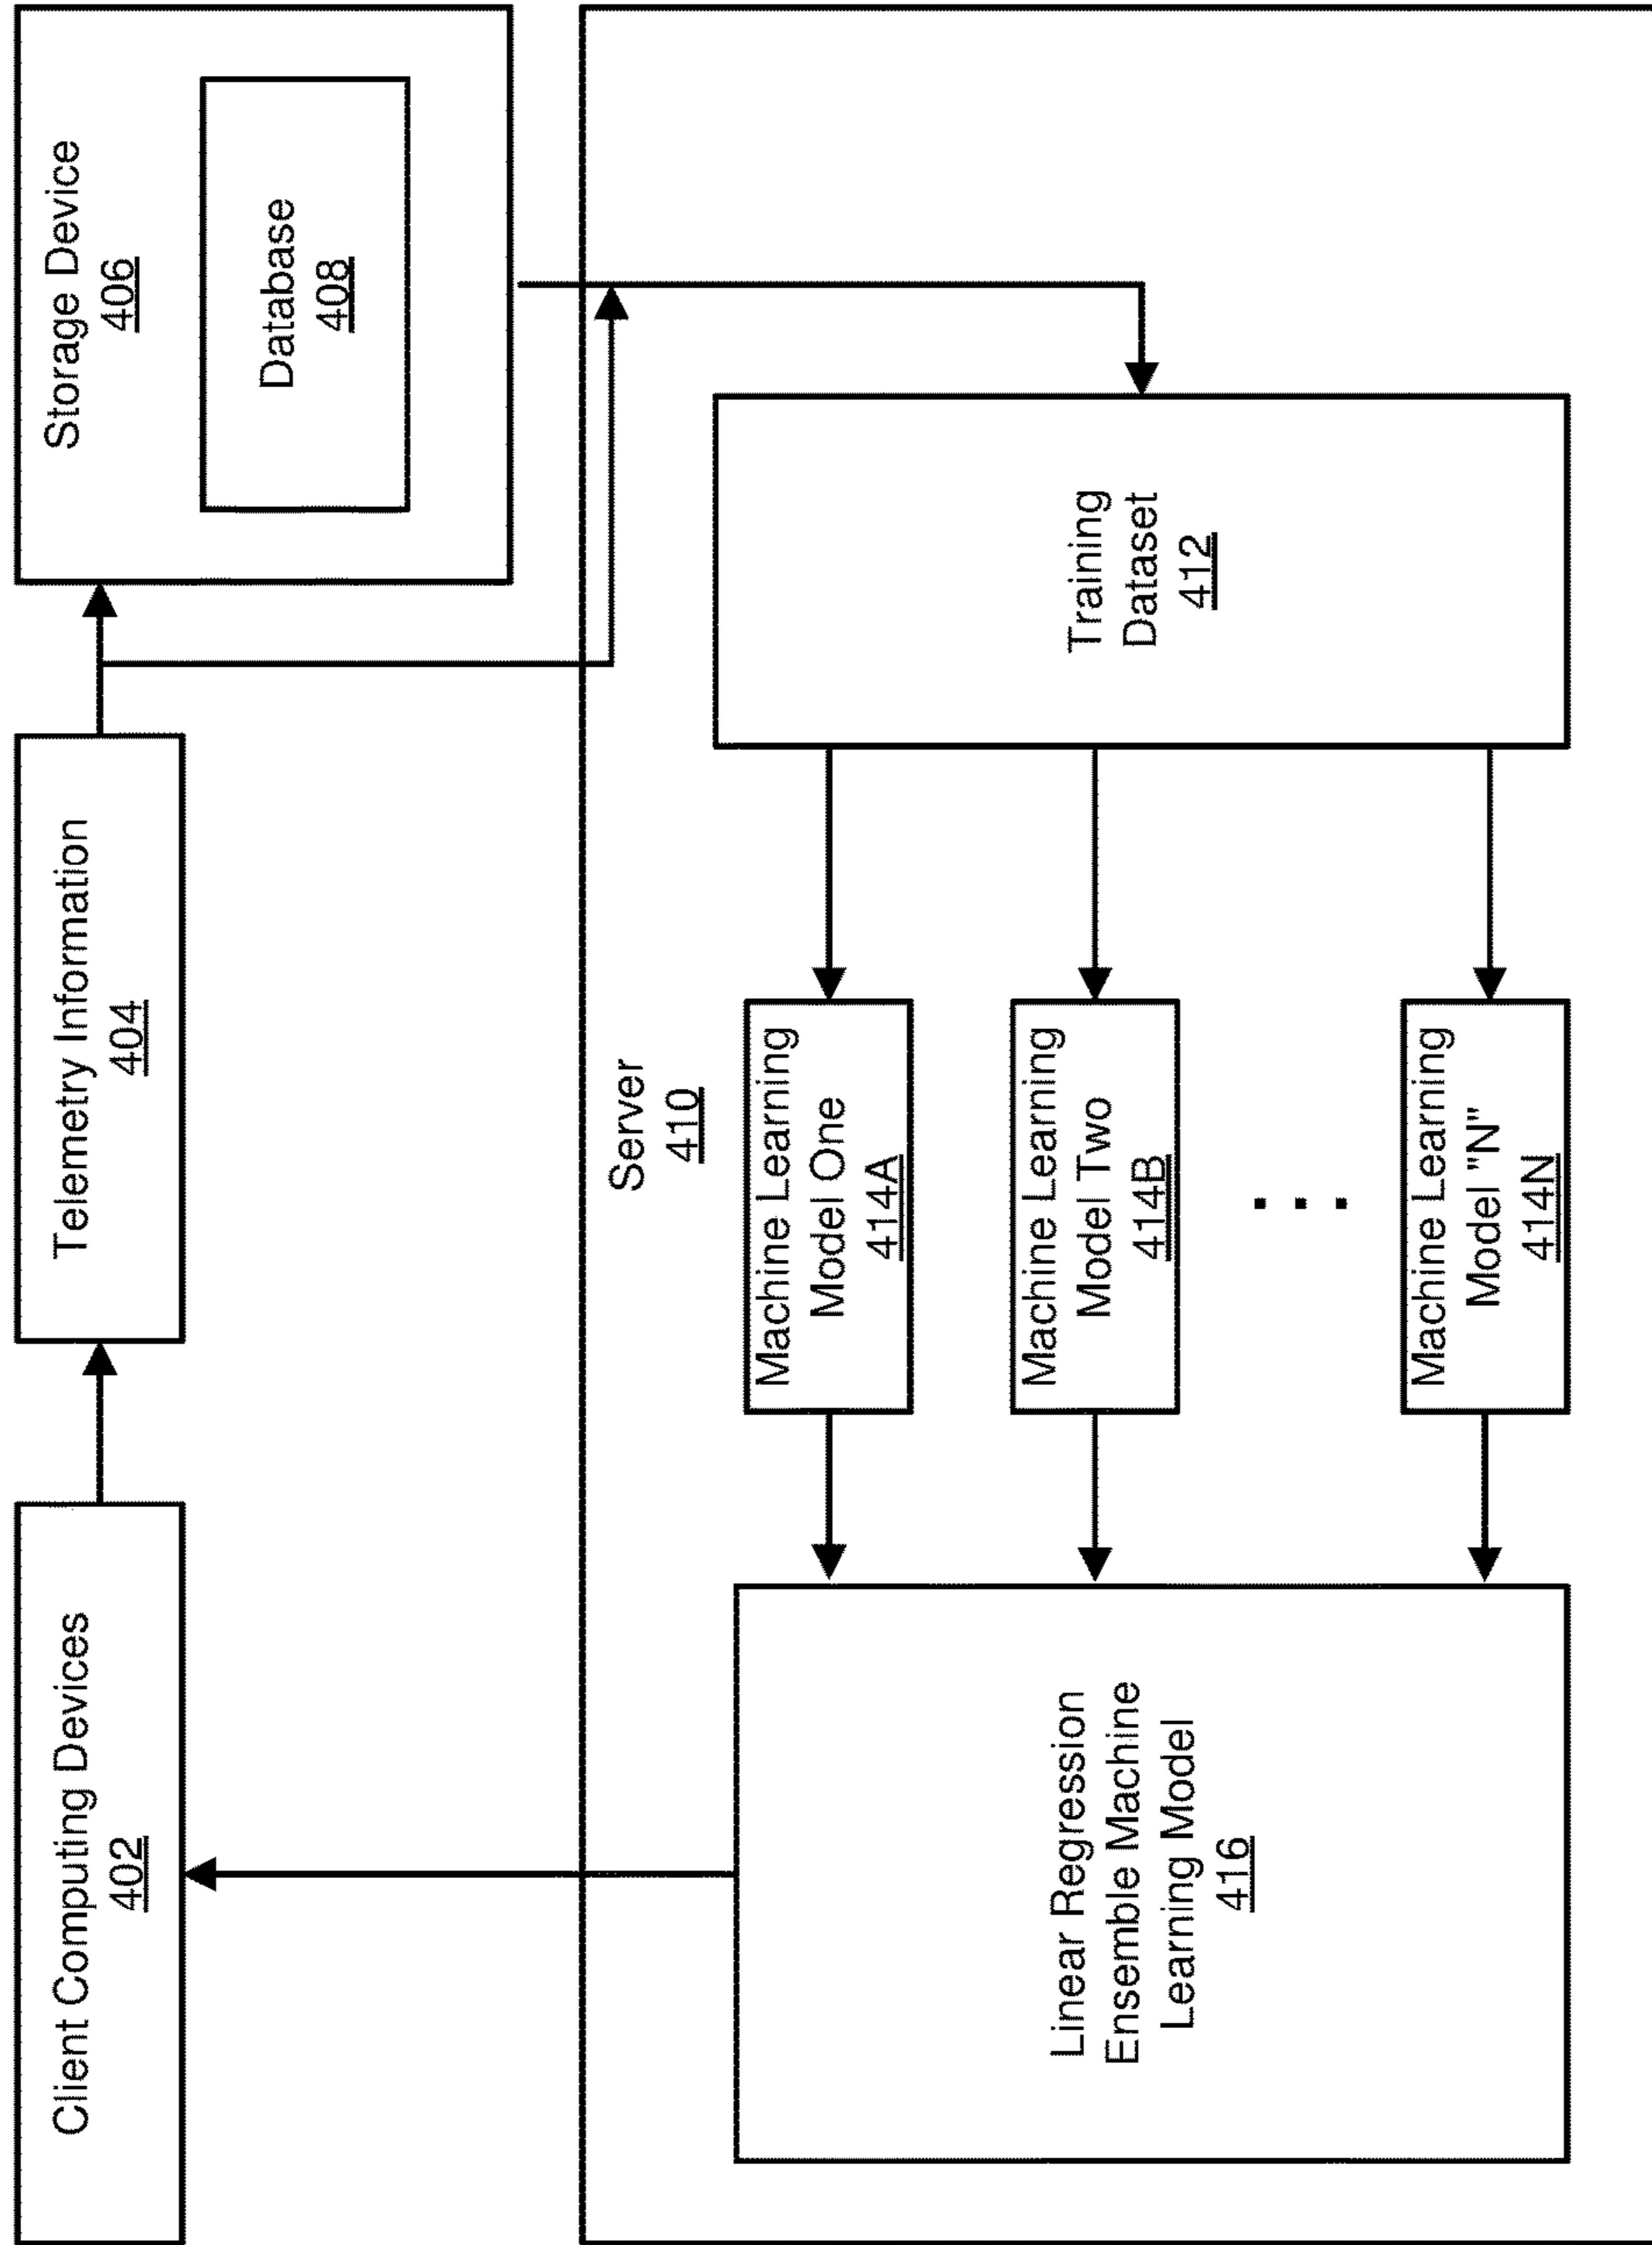 Client Computing Devices
402
Telemetry Information
404
Storage Device
406
Database
408
Server
410
Linear Regression
Ensemble Machine
Learning Model
416
Machine Learning
Model One
414A
Machine Learning
Model Two
414B
. . .
Machine Learning
Model "N"
414N
Training
Dataset
412